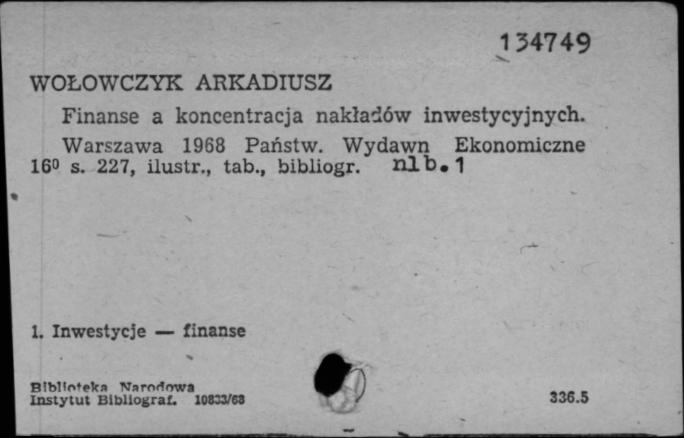 134749
WOŁOWCZYK ARKADIUSZ
Finanse a koncentracja nakładów inwestycyjnych.
Warszawa 1968 Państw. Wydawn Ekonomiczne
16⁰ s. 227, ilustr., tab., bibliogr. nlb.1
1. Inwestycje — finanse
Biblioteka Narodowa
Instytut Bibliograf. 10833/68
336.5